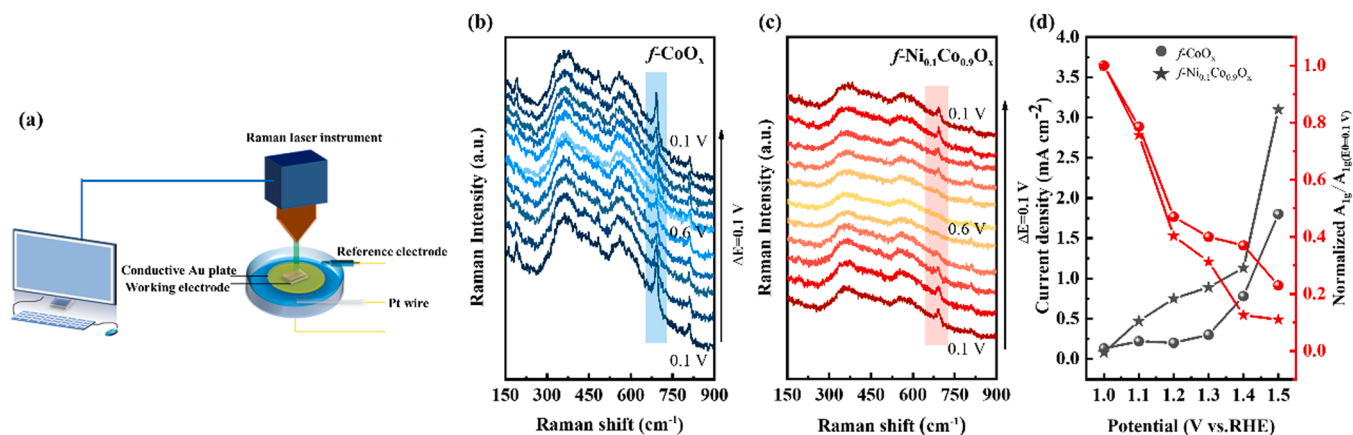 (a)
Raman laser instrument
Reference electrode
Conductive Au plate
Working electrode
Pt wire
(b)
f-CoOₓ
0.1 V
0.6 V
0.1 V
ΔE=0.1 V
Raman Intensity (a.u.)
150 300 450 600 750 900
Raman shift (cm⁻¹)
(c)
f-Ni₀.₁Co₀.₉Oₓ
0.1 V
0.6 V
0.1 V
ΔE=0.1 V
Raman Intensity (a.u.)
150 300 450 600 750 900
Raman shift (cm⁻¹)
(d)
f-CoOₓ
f-Ni₀.₁Co₀.₉Oₓ
4.0
3.5
3.0
2.5
2.0
1.5
1.0
0.5
0.0
Current density (mA cm⁻²)
1.0
0.8
0.6
0.4
0.2
0.0
Normalized A₁g/A₁g(E0=0.1 V)
1.0 1.1 1.2 1.3 1.4 1.5
Potential (V vs.RHE)